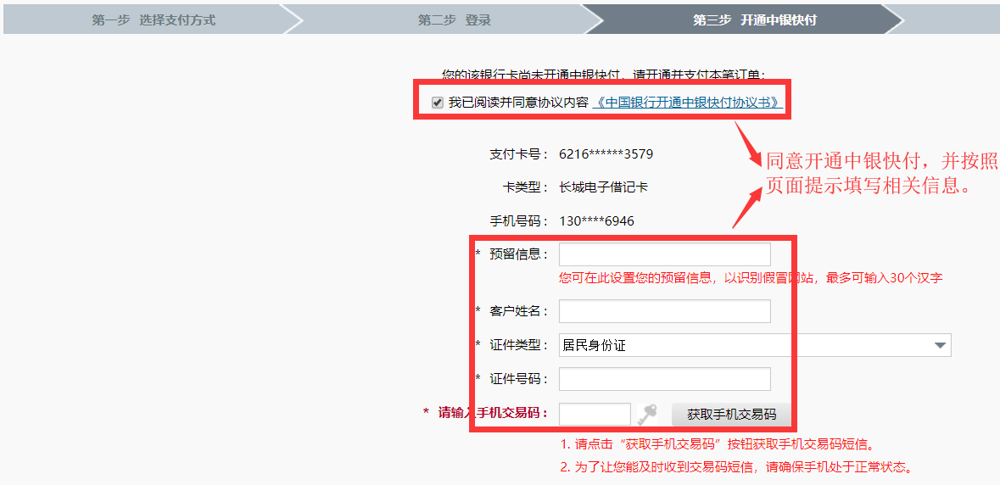 第一步 选择支付方式
第二步 登录
第三步 开通中银快付
您的该银行卡尚未开通中银快付，请开通并支付本笔订单：
我已阅读并同意协议内容 《中国银行开通中银快付协议书》
支付卡号： 6216******3579
同意开通中银快付，并按照
页面提示填写相关信息。
卡类型： 长城电子借记卡
手机号码： 130****6946
* 预留信息：
您可在此设置您的预留信息，以识别假冒网站，最多可输入30个汉字
* 客户姓名：
* 证件类型： 居民身份证
* 证件号码：
* 请输入手机交易码： 获取手机交易码
1. 请点击“获取手机交易码”按钮获取手机交易码短信。
2. 为了让您能及时收到交易码短信，请确保手机处于正常状态。